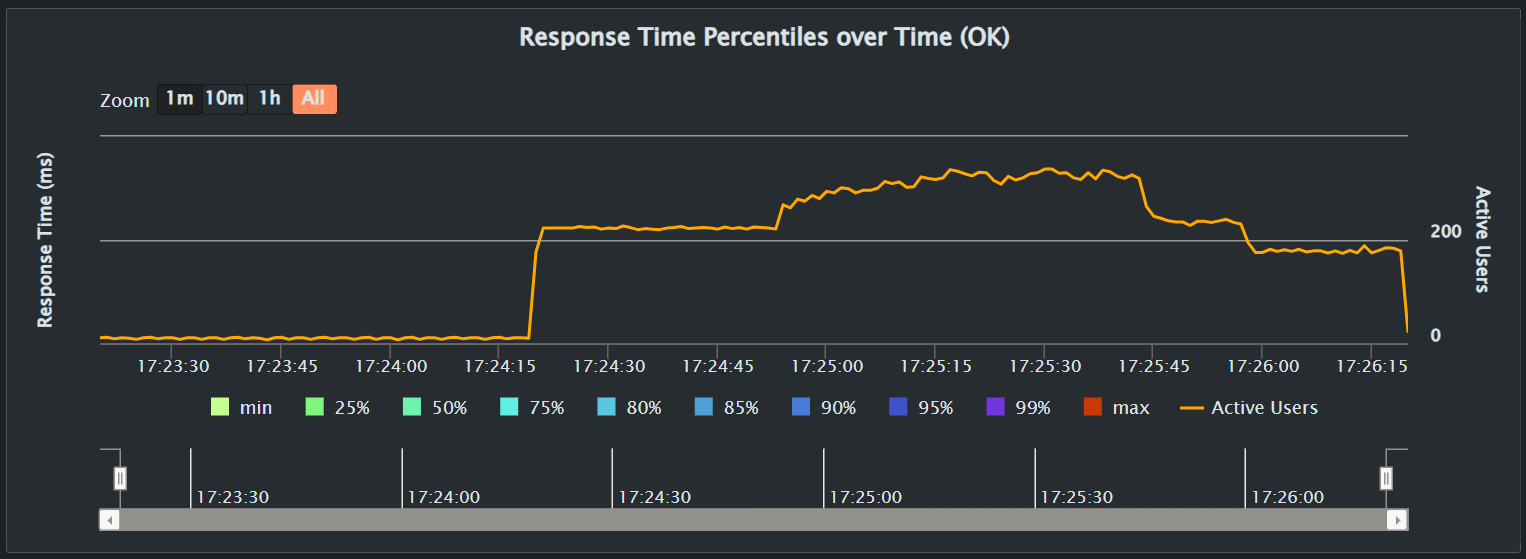 Response Time Percentiles over Time (OK)
Zoom 1m 10m 1h All
Response Time (ms)
Active Users
200
0
17:23:30 17:23:45 17:24:00 17:24:15 17:24:30 17:24:45 17:25:00 17:25:15 17:25:30 17:25:45 17:26:00 17:26:15
min 25% 50% 75% 80% 85% 90% 95% 99% max Active Users
17:23:30 17:24:00 17:24:30 17:25:00 17:25:30 17:26:00